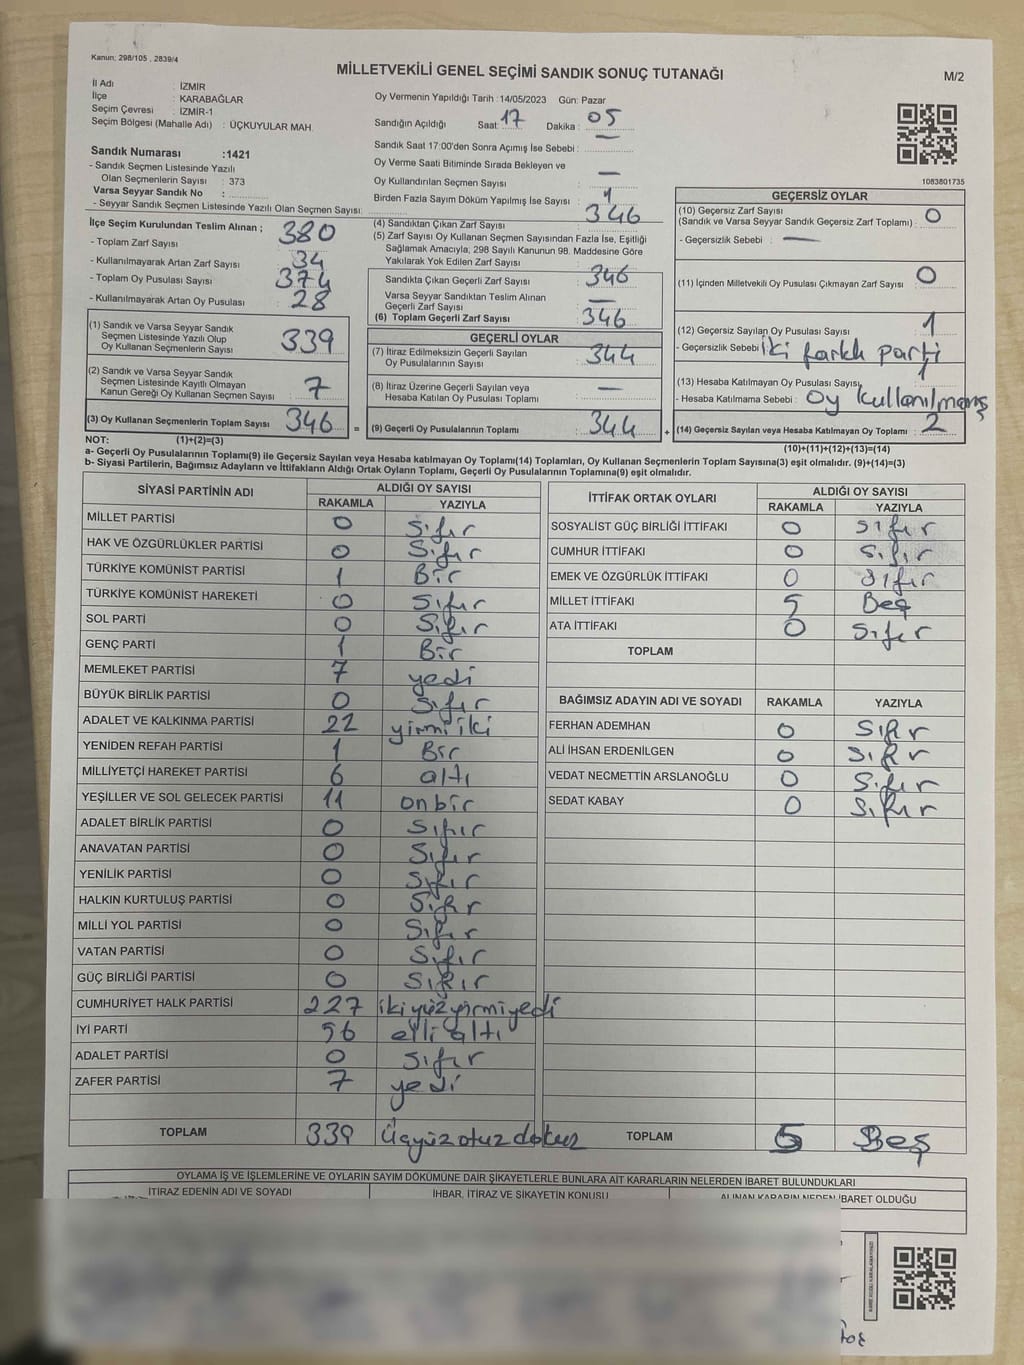 Kanun; 298/105 , 2839/4
MİLLETVEKİLİ GENEL SEÇİMİ SANDIK SONUÇ TUTANAĞI
M/2
İl Adı : İZMİR
İlçe : KARABAĞLAR
Seçim Çevresi : İZMİR-1
Seçim Bölgesi (Mahalle Adı) : ÜÇKUYULAR MAH.
Sandık Numarası :1421
- Sandık Seçmen Listesinde Yazılı
Olan Seçmenlerin Sayısı : 373
Varsa Seyyar Sandık No :
- Seyyar Sandık Seçmen Listesinde Yazılı Olan Seçmen Sayısı:
Oy Vermenin Yapıldığı Tarih :14/05/2023 Gün: Pazar
Sandığın Açıldığı Saat: 17 Dakika : 05
Sandık Saat 17:00'den Sonra Açımış İse Sebebi : —
Oy Verme Saati Bitiminde Sırada Bekleyen ve
Oy Kullandırılan Seçmen Sayısı —
Birden Fazla Sayım Döküm Yapılmış İse Sayısı : 1
1083801735
İlçe Seçim Kurulundan Teslim Alınan ; 380
- Toplam Zarf Sayısı
- Kullanılmayarak Artan Zarf Sayısı 34
- Toplam Oy Pusulası Sayısı 374
- Kullanılmayarak Artan Oy Pusulası 28
(1) Sandık ve Varsa Seyyar Sandık
Seçmen Listesinde Yazılı Olup
Oy Kullanan Seçmenlerin Sayısı 339
(2) Sandık ve Varsa Seyyar Sandık
Seçmen Listesinde Kayıtlı Olmayan
Kanun Gereği Oy Kullanan Seçmen Sayısı 7
(3) Oy Kullanan Seçmenlerin Toplam Sayısı 346 =
(4) Sandıktan Çıkan Zarf Sayısı 346
(5) Zarf Sayısı Oy Kullanan Seçmen Sayısından Fazla İse, Eşitliği
Sağlamak Amacıyla; 298 Sayılı Kanunun 98. Maddesine Göre
Yakılarak Yok Edilen Zarf Sayısı
Sandıkta Çıkan Geçerli Zarf Sayısı 346
Varsa Seyyar Sandıktan Teslim Alınan
Geçerli Zarf Sayısı —
(6) Toplam Geçerli Zarf Sayısı 346
GEÇERLİ OYLAR
(7) İtiraz Edilmeksizin Geçerli Sayılan
Oy Pusulalarının Sayısı 344
(8) İtiraz Üzerine Geçerli Sayılan veya
Hesaba Katılan Oy Pusulası Toplamı —
(9) Geçerli Oy Pusulalarının Toplamı 344 +
GEÇERSİZ OYLAR
(10) Geçersiz Zarf Sayısı
(Sandık ve Varsa Seyyar Sandık Geçersiz Zarf Toplamı) : 0
- Geçersizlik Sebebi : —
(11) İçinden Milletvekili Oy Pusulası Çıkmayan Zarf Sayısı 0
(12) Geçersiz Sayılan Oy Pusulası Sayısı 1
- Geçersizlik Sebebi : iki farklı parti
(13) Hesaba Katılmayan Oy Pusulası Sayısı 1
- Hesaba Katılmama Sebebi : Oy kullanılmamış
(14) Geçersiz Sayılan veya Hesaba Katılmayan Oy Toplamı 2
NOT: (1)+(2)=(3)
(10)+(11)+(12)+(13)=(14)
a- Geçerli Oy Pusulalarının Toplamı(9) ile Geçersiz Sayılan veya Hesaba katılmayan Oy Toplamı(14) Toplamları, Oy Kullanan Seçmenlerin Toplam Sayısına(3) eşit olmalıdır. (9)+(14)=(3)
b- Siyasi Partilerin, Bağımsız Adayların ve İttifakların Aldığı Ortak Oyların Toplamı, Geçerli Oy Pusulalarının Toplamına(9) eşit olmalıdır.
SİYASİ PARTİNİN ADI ALDIĞI OY SAYISI
RAKAMLA YAZIYLA
MİLLET PARTİSİ 0 Sıfır
HAK VE ÖZGÜRLÜKLER PARTİSİ 0 Sıfır
TÜRKİYE KOMÜNİST PARTİSİ 1 Bir
TÜRKİYE KOMÜNİST HAREKETİ 0 Sıfır
SOL PARTİ 0 Sıfır
GENÇ PARTİ 1 Bir
MEMLEKET PARTİSİ 7 yedi
BÜYÜK BİRLİK PARTİSİ 0 Sıfır
ADALET VE KALKINMA PARTİSİ 22 yirmi iki
YENİDEN REFAH PARTİSİ 1 Bir
MİLLİYETÇİ HAREKET PARTİSİ 6 altı
YEŞİLLER VE SOL GELECEK PARTİSİ 11 onbir
ADALET BİRLİK PARTİSİ 0 Sıfır
ANAVATAN PARTİSİ 0 Sıfır
YENİLİK PARTİSİ 0 Sıfır
HALKIN KURTULUŞ PARTİSİ 0 Sıfır
MİLLİ YOL PARTİSİ 0 Sıfır
VATAN PARTİSİ 0 Sıfır
GÜÇ BİRLİĞİ PARTİSİ 0 Sıfır
CUMHURİYET HALK PARTİSİ 227 ikiyüzyirmiyedi
İYİ PARTİ 56 elli altı
ADALET PARTİSİ 0 Sıfır
ZAFER PARTİSİ 7 yedi
TOPLAM 339 Üçyüzotuzdokuz
İTTİFAK ORTAK OYLARI ALDIĞI OY SAYISI
RAKAMLA YAZIYLA
SOSYALİST GÜÇ BİRLİĞİ İTTİFAKI 0 Sıfır
CUMHUR İTTİFAKI 0 Sıfır
EMEK VE ÖZGÜRLÜK İTTİFAKI 0 Sıfır
MİLLET İTTİFAKI 5 Beş
ATA İTTİFAKI 0 Sıfır
TOPLAM
BAĞIMSIZ ADAYIN ADI VE SOYADI RAKAMLA YAZIYLA
FERHAN ADEMHAN 0 Sıfır
ALİ İHSAN ERDENİLGEN 0 Sıfır
VEDAT NECMETTİN ARSLANOĞLU 0 Sıfır
SEDAT KABAY 0 Sıfır
TOPLAM 5 Beş
OYLAMA İŞ VE İŞLEMLERİNE VE OYLARIN SAYIM DÖKÜMÜNE DAİR ŞİKAYETLERLE BUNLARA AİT KARARLARIN NELERDEN İBARET BULUNDUKLARI
İTİRAZ EDENİN ADI VE SOYADI İHBAR, İTİRAZ VE ŞİKAYETİN KONUSU ALINAN KARARIN NEDEN İBARET OLDUĞU